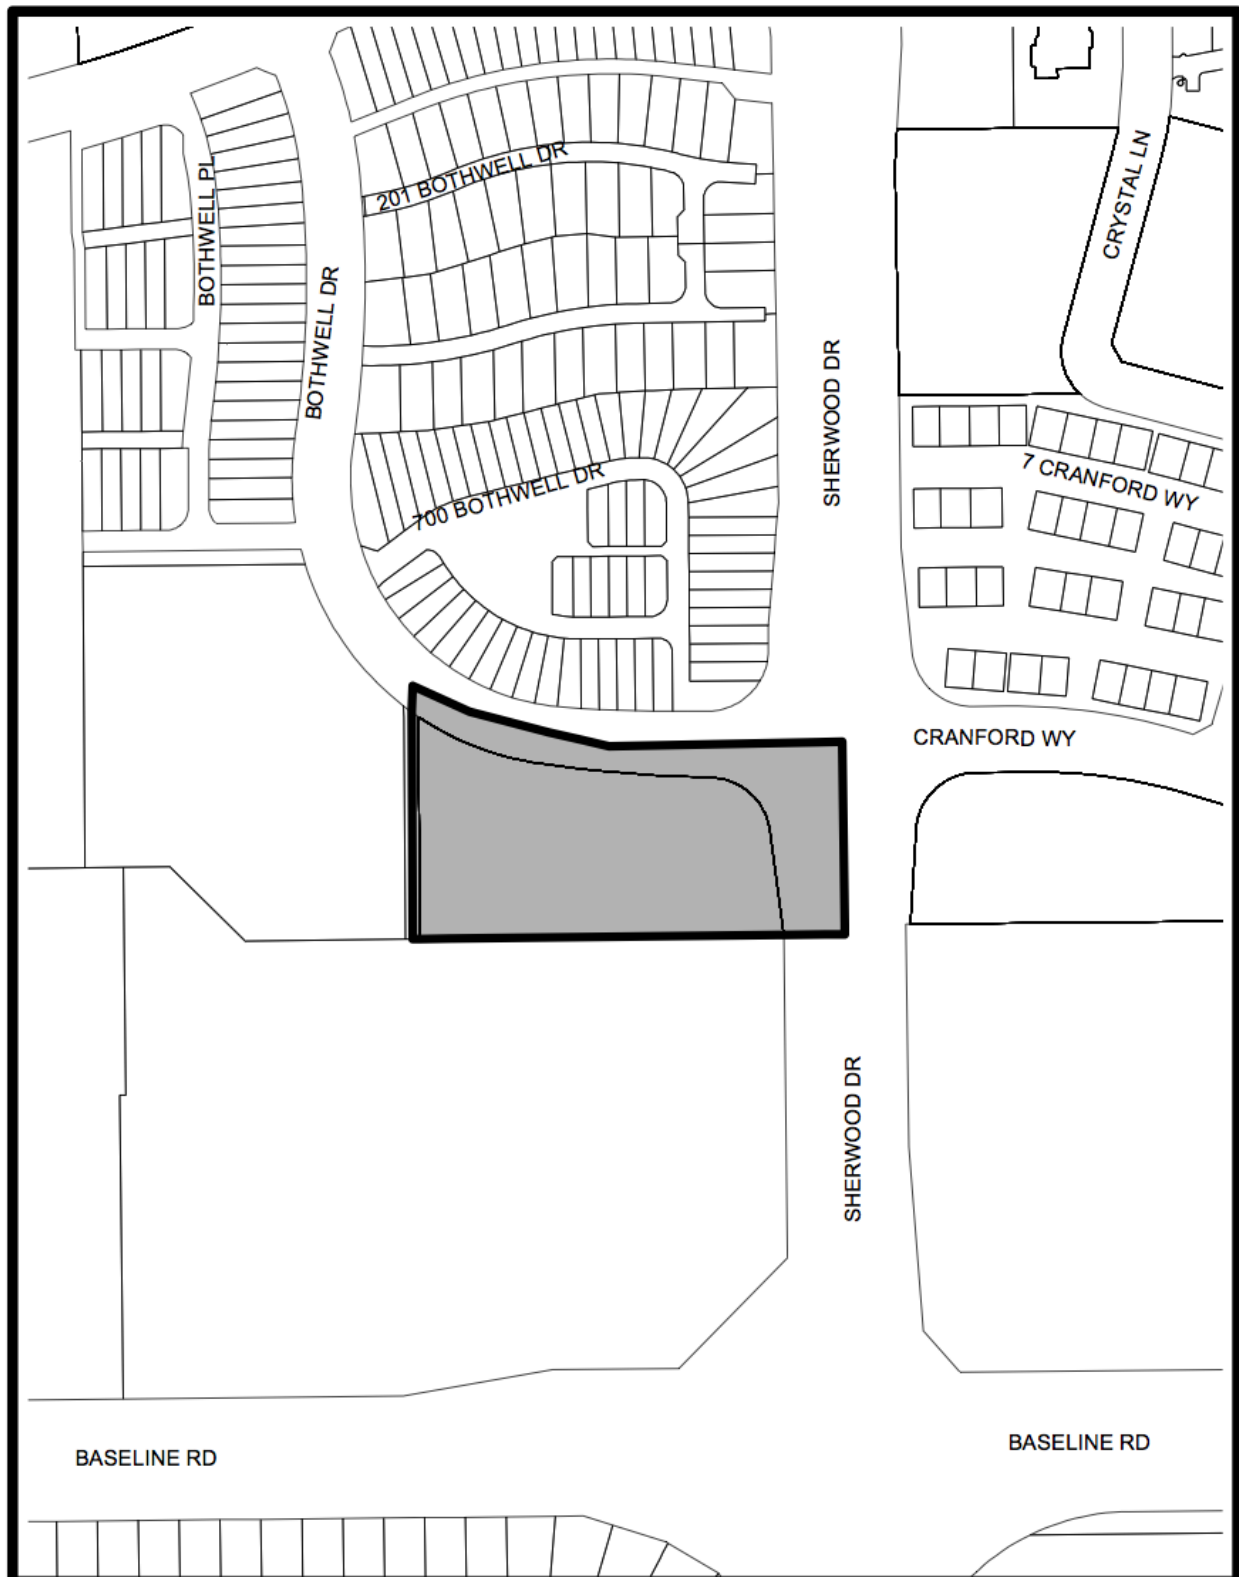 CRYSTAL LN
201 BOTHWELL DR
BOTHWELL PL
BOTHWELL DR
SHERWOOD DR
7 CRANFORD WY
700 BOTHWELL DR
CRANFORD WY
SHERWOOD DR
BASELINE RD
BASELINE RD